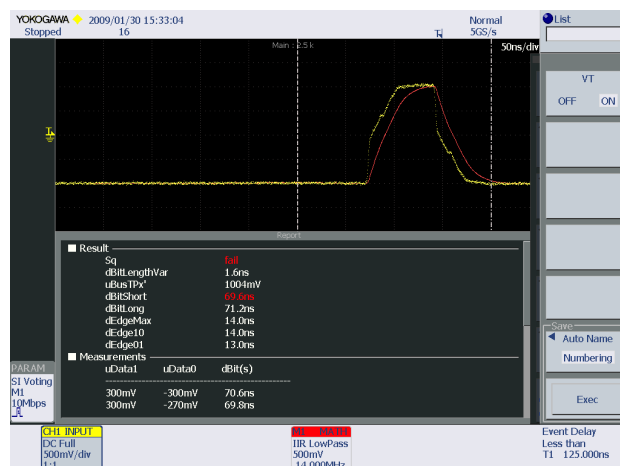 YOKOGAWA 2009/01/30 15:33:04 Normal
Stopped 16 5GS/s
List
Main : 2.5 k 50ns/div
VT
OFF ON
Report
Result
Sq fail
dBitLengthVar 1.6ns
uBusTPx' 1004mV
dBitShort 69.6ns
dBitLong 71.2ns
dEdgeMax 14.0ns
dEdge10 14.0ns
dEdge01 13.0ns
Measurements
uData1 uData0 dBit(s)
300mV -300mV 70.6ns
300mV -270mV 69.8ns
Save
Auto Name
Numbering
Exec
PARAM
SI Voting
M1
10Mbps
CH1 INPUT
DC Full
500mV/div
1:1
M1 MATH
IIR LowPass
500mV
14.000MHz
Event Delay
Less than
T1 125.000ns